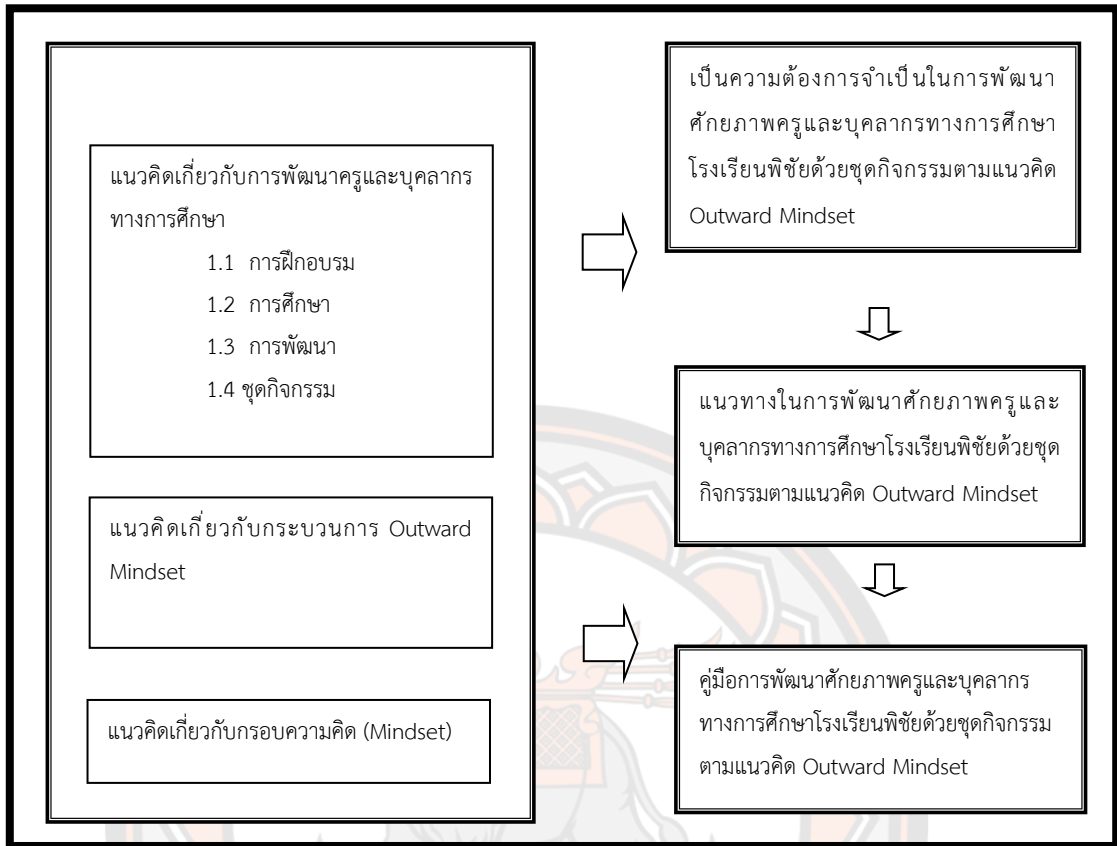 แนวคิดเกี่ยวกับการพัฒนาครูและบุคลากร
ทางการศึกษา
1.1 การฝึกอบรม
1.2 การศึกษา
1.3 การพัฒนา
1.4 ชุดกิจกรรม
แนวคิดเกี่ยวกับกระบวนการ Outward
Mindset
แนวคิดเกี่ยวกับกรอบความคิด (Mindset)
เป็นความต้องการจำเป็นในการพัฒนา
ศักยภาพครูและบุคลากรทางการศึกษา
โรงเรียนพิชัยด้วยชุดกิจกรรมตามแนวคิด
Outward Mindset
แนวทางในการพัฒนาศักยภาพครูและ
บุคลากรทางการศึกษาโรงเรียนพิชัยด้วยชุด
กิจกรรมตามแนวคิด Outward Mindset
คู่มือการพัฒนาศักยภาพครูและบุคลากร
ทางการศึกษาโรงเรียนพิชัยด้วยชุดกิจกรรม
ตามแนวคิด Outward Mindset